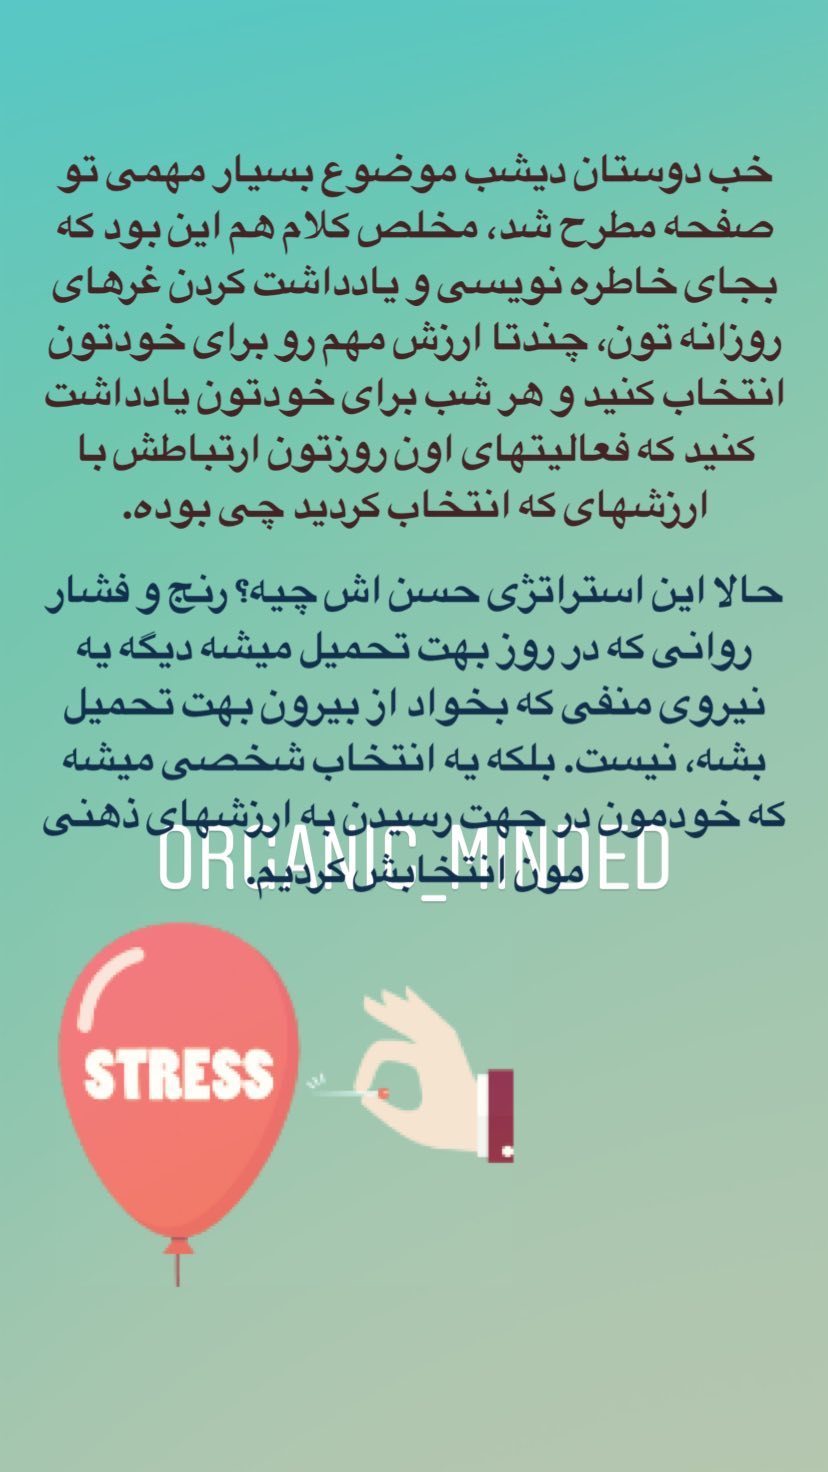 خب دوستان دیشب موضوع بسیار مهمی تو
صفحه مطرح شد، مخلص کلام هم این بود که
بجای خاطره نویسی و یادداشت کردن غرهای
روزانه تون، چندتا ارزش مهم رو برای خودتون
انتخاب کنید و هر شب برای خودتون یادداشت
کنید که فعالیتهای اون روزتون ارتباطش با
ارزشهای که انتخاب کردید چی بوده.
حالا این استراتژی حسن اش چیه؟ رنج و فشار
روانی که در روز بهت تحمیل میشه دیگه یه
نیروی منفی که بخواد از بیرون بهت تحمیل
بشه، نیست. بلکه یه انتخاب شخصی میشه
که خودمون در جهت رسیدن به ارزشهای ذهنی
مون انتخابش کردیم.
ORGANIC_MINDED
STRESS